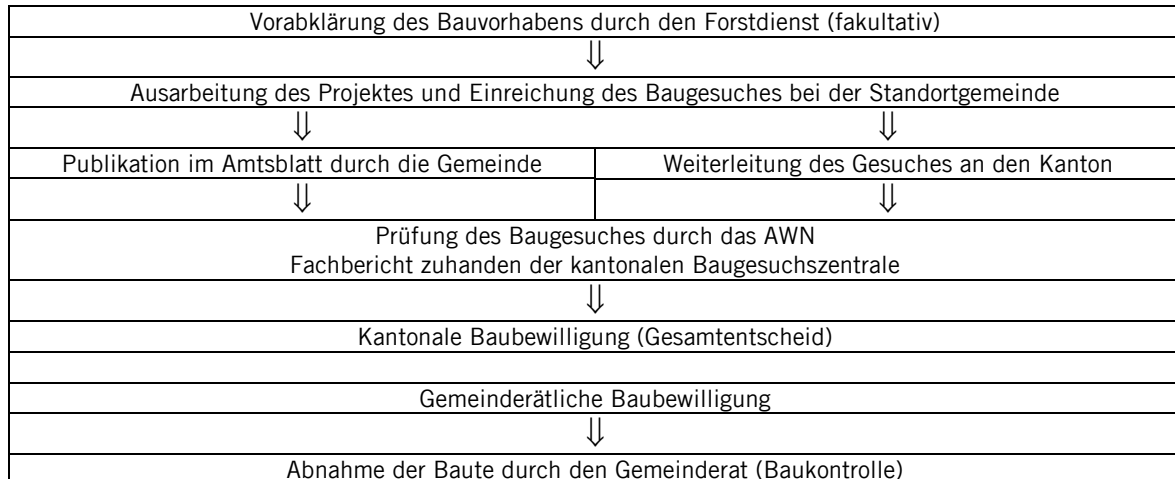 Vorabklärung des Bauvorhabens durch den Forstdienst (fakultativ)
⇓
Ausarbeitung des Projektes und Einreichung des Baugesuches bei der Standortgemeinde
⇓ ⇓
Publikation im Amtsblatt durch die Gemeinde Weiterleitung des Gesuches an den Kanton
⇓ ⇓
Prüfung des Baugesuches durch das AWN
Fachbericht zuhanden der kantonalen Baugesuchszentrale
⇓
Kantonale Baubewilligung (Gesamtentscheid)
Gemeinderätliche Baubewilligung
⇓
Abnahme der Baute durch den Gemeinderat (Baukontrolle)